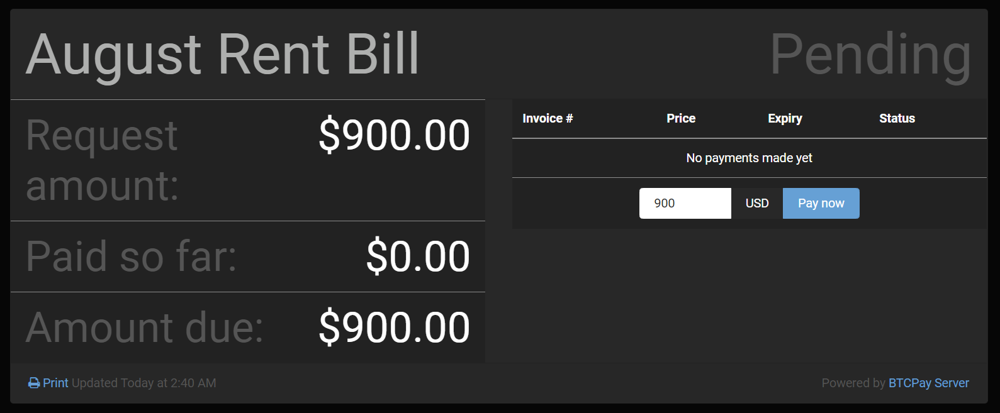 August Rent Bill
Pending
Request
amount:
$900.00
Paid so far:
$0.00
Amount due:
$900.00
Invoice # Price Expiry Status
No payments made yet
900 USD Pay now
Print Updated Today at 2:40 AM
Powered by BTCPay Server